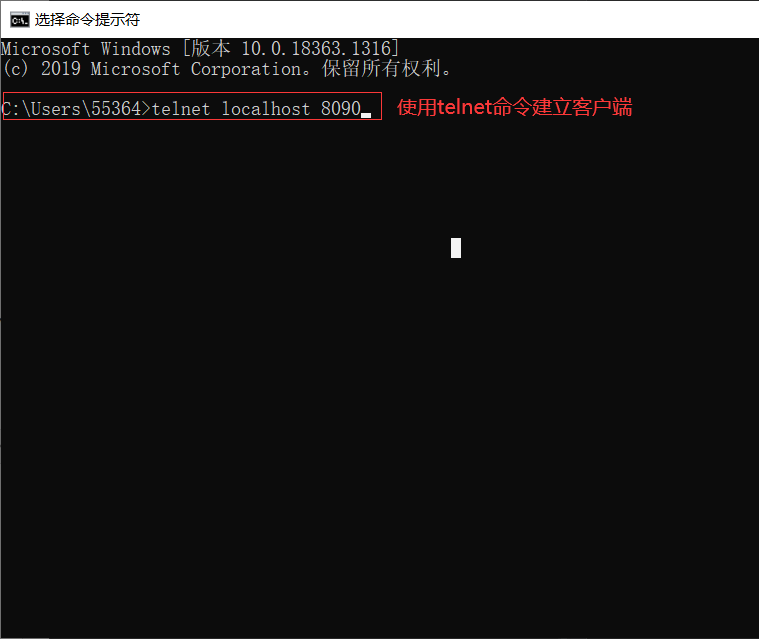 选择命令提示符
Microsoft Windows [版本 10.0.18363.1316]
(c) 2019 Microsoft Corporation。保留所有权利。
C:\Users\55364>telnet localhost 8090 使用telnet命令建立客户端